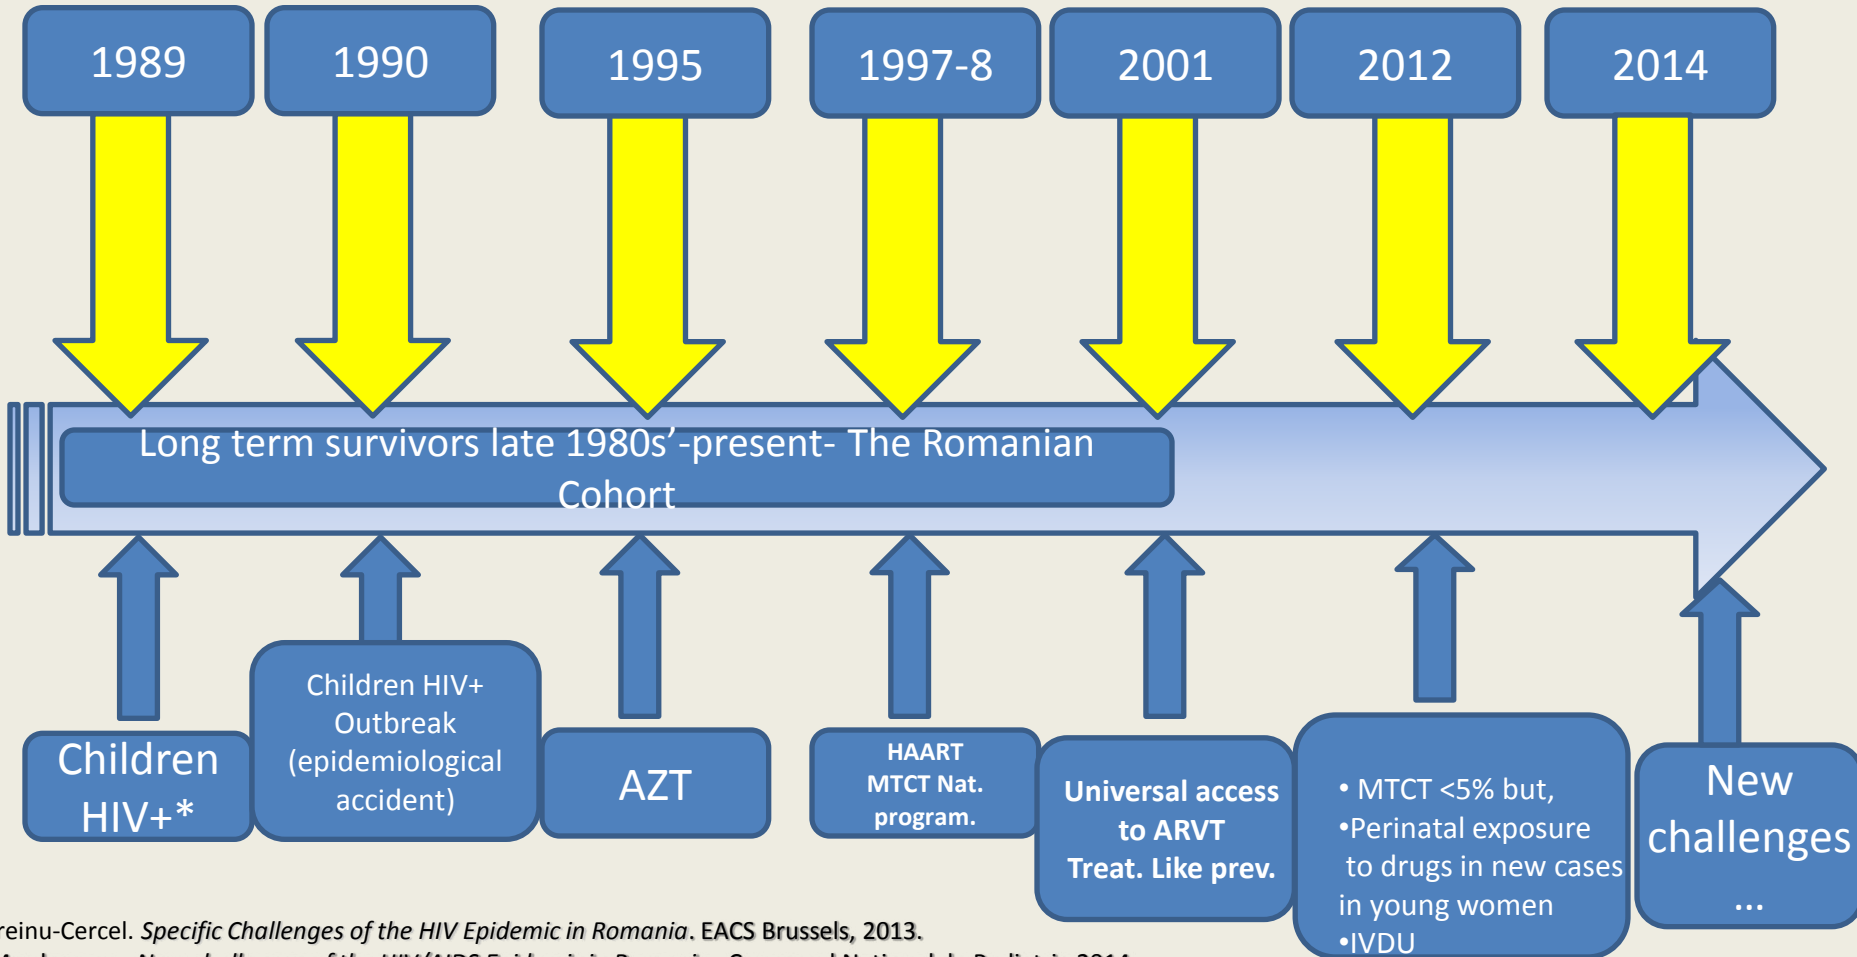 1989
1990
1995
1997-8
2001
2012
2014
Long term survivors late 1980s’-present- The Romanian
Cohort
Children
HIV+*
Children HIV+
Outbreak
(epidemiological
accident)
AZT
HAART
MTCT Nat.
program.
Universal access
to ARVT
Treat. Like prev.
• MTCT <5% but,
•Perinatal exposure
to drugs in new cases
in young women
•IVDU
New
challenges
...
reinu-Cercel. Specific Challenges of the HIV Epidemic in Romania. EACS Brussels, 2013.